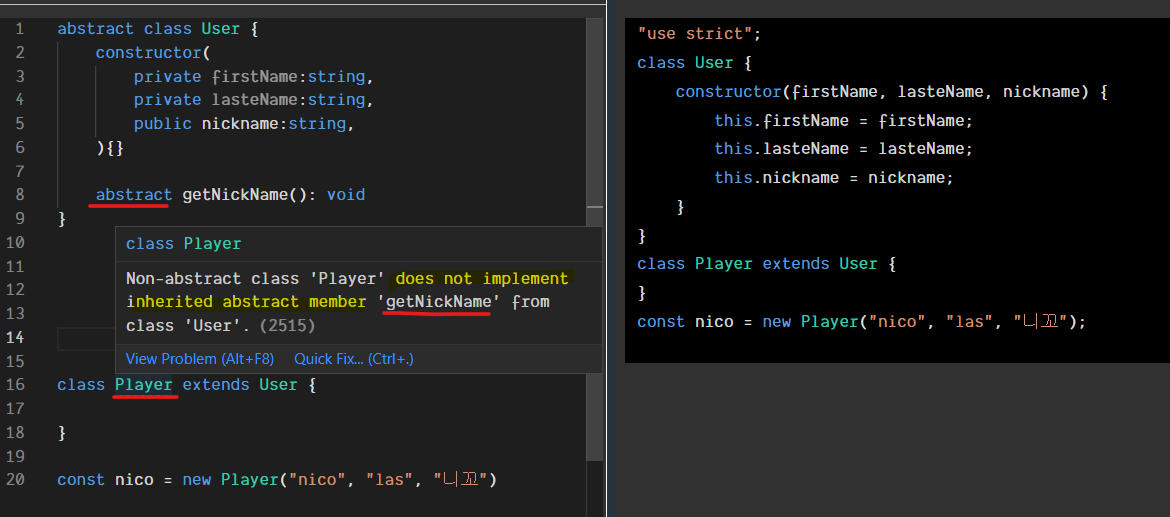 1 abstract class User {
2 constructor(
3 private firstName:string,
4 private lasteName:string,
5 public nickname:string,
6 ){}
7
8 abstract getNickName(): void
9 }
10 class Player
11 Non-abstract class 'Player' does not implement
12 inherited abstract member 'getNickName' from
13 class 'User'. (2515)
14
15 View Problem (Alt+F8) Quick Fix... (Ctrl+.)
16 class Player extends User {
17
18 }
19
20 const nico = new Player("nico", "las", "니꼬")
"use strict";
class User {
constructor(firstName, lasteName, nickname) {
this.firstName = firstName;
this.lasteName = lasteName;
this.nickname = nickname;
}
}
class Player extends User {
}
const nico = new Player("nico", "las", "니꼬");